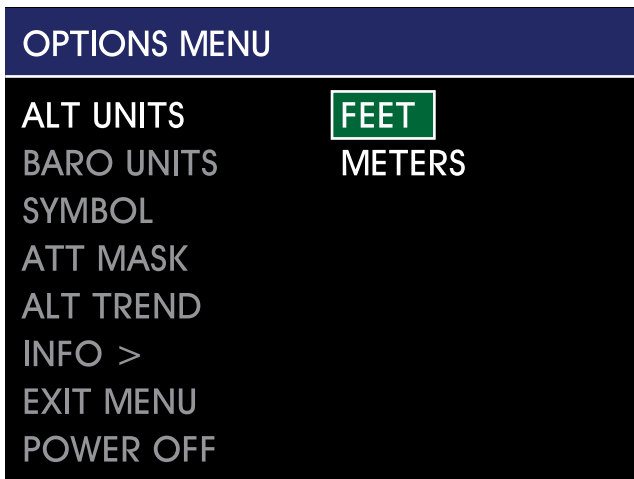 OPTIONS MENU
ALT UNITS FEET
BARO UNITS METERS
SYMBOL
ATT MASK
ALT TREND
INFO >
EXIT MENU
POWER OFF